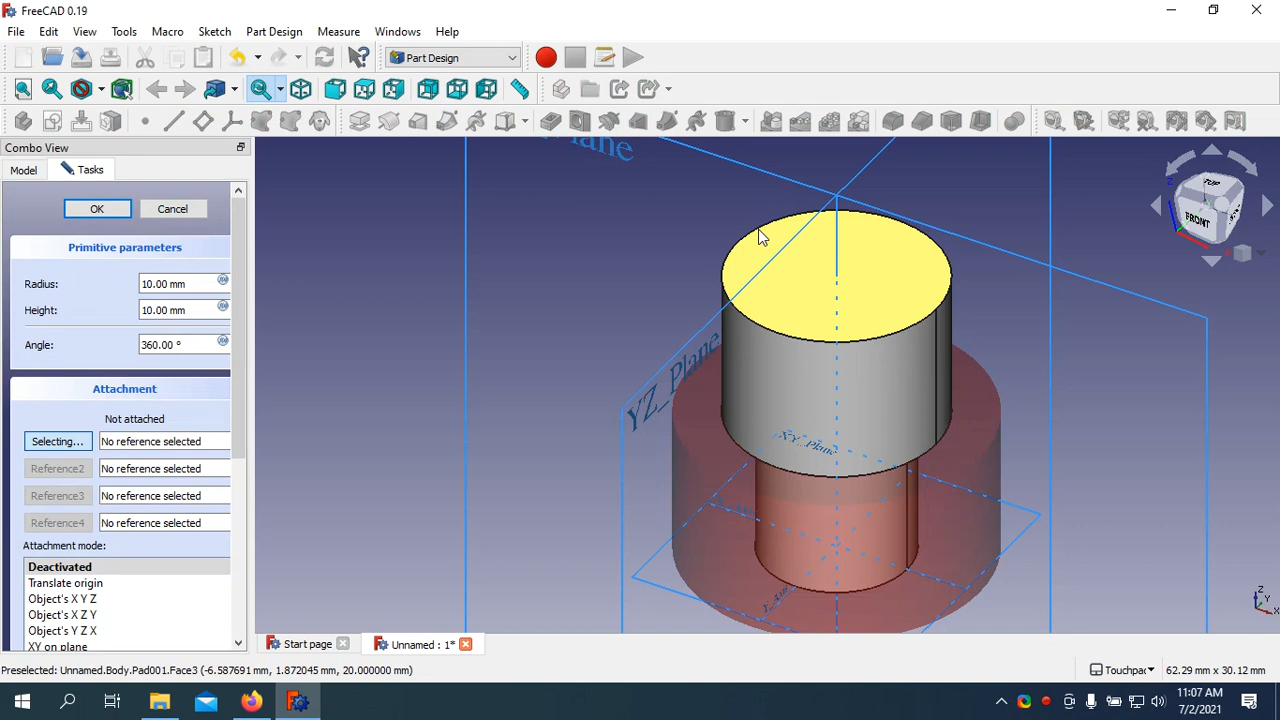 FreeCAD 0.19
File Edit View Tools Macro Sketch Part Design Measure Windows Help
Part Design
Combo View
Model Tasks
OK Cancel
Primitive parameters
Radius: 10.00 mm
Height: 10.00 mm
Angle: 360.00 °
Attachment
Not attached
Selecting... No reference selected
Reference2 No reference selected
Reference3 No reference selected
Reference4 No reference selected
Attachment mode:
Deactivated
Translate origin
Object's X Y Z
Object's X Z Y
Object's Y Z X
XY on plane
Plane
YZ_Plane
XY_Plane
Y_Axis
TOP
FRONT
Z
X
Z
Y
X
Start page Unnamed : 1*
Preselected: Unnamed.Body.Pad001.Face3 (-6.587691 mm, 1.872045 mm, 20.000000 mm) Touchpad 62.29 mm x 30.12 mm
11:07 AM
7/2/2021